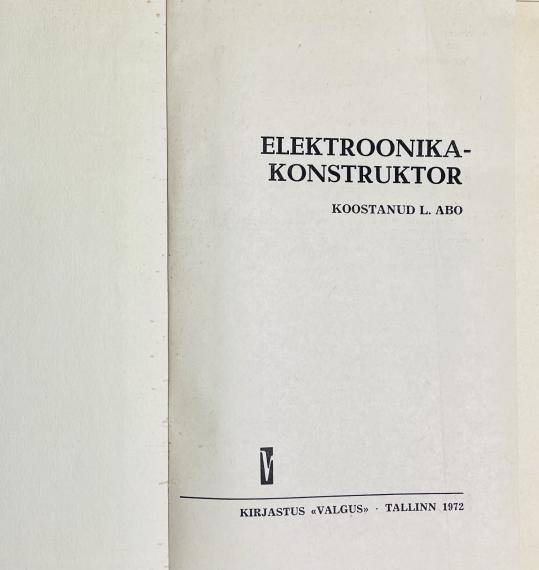 ELEKTROONIKA-
KONSTRUKTOR
KOOSTANUD L. ABO
V
KIRJASTUS «VALGUS» · TALLINN 1972